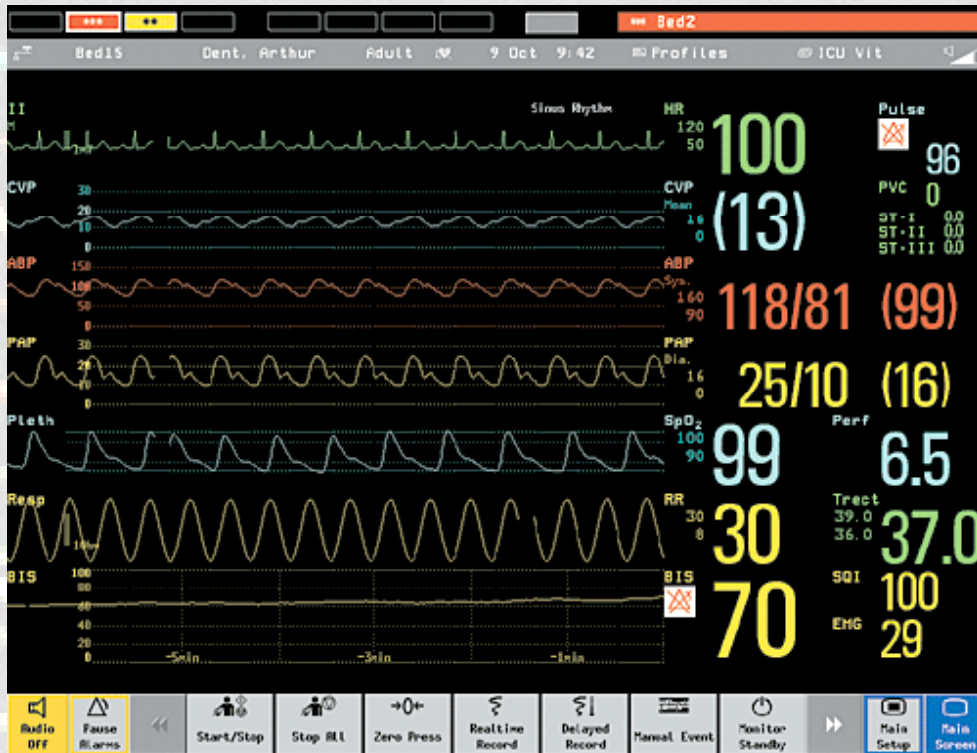 *** ** *** Bed2
Bed15 Dent, Arthur Adult 9 Oct 9:42 Profiles ICU Vit
II Sinus Rhythm HR Pulse
M 120 100
1mV 50 96
CVP 30 CVP PVC 0
20 Mean (13)
10 16 ST-I 0.0
0 0 ST-II 0.0
ST-III 0.0
ABP 150 ABP
100 Sys. 118/81 (99)
50 160
0 90
PAP 30 PAP
20 Dia. 25/10 (16)
10 16
0 0
Pleth SpO₂ Perf
100 99 6.5
90
Resp RR Trect
30 30 39.0 37.0
8 36.0
BIS 100 BIS SQI 100
80 70
60 EMG 29
40
20
0 -5min -3min -1min
Audio Off
Pause Alarms
Start/Stop
Stop All
→0←
Zero Press
Realtime Record
Delayed Record
Manual Event
Monitor Standby
Main Setup
Main Screen